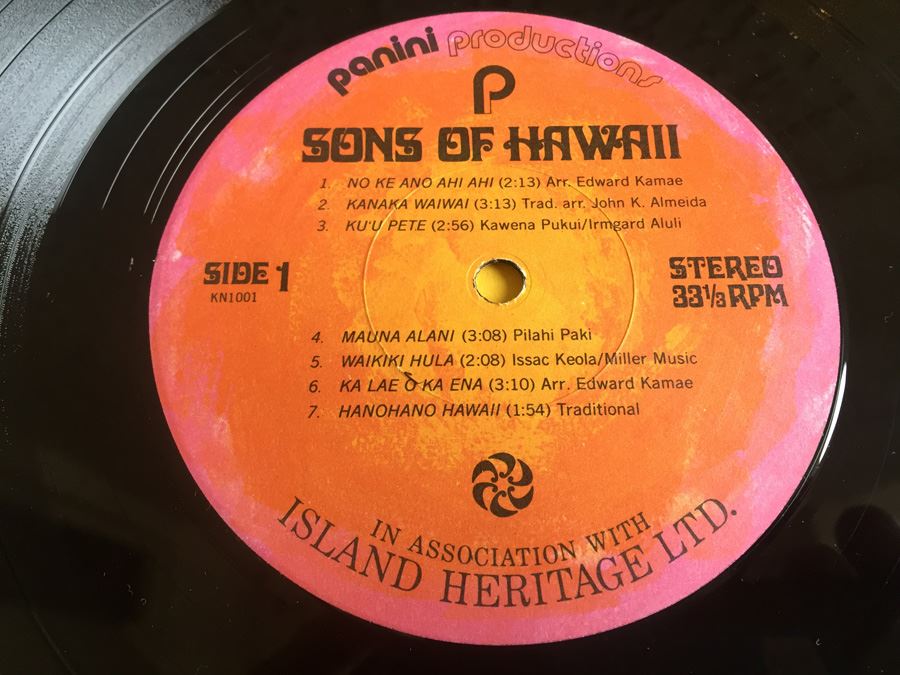 panini productions
P
SONS OF HAWAII
1. NO KE ANO AHI AHI (2:13) Arr. Edward Kamae
2. KANAKA WAIWAI (3:13) Trad. arr. John K. Almeida
3. KU'U PETE (2:56) Kawena Pukui/Irmgard Aluli
SIDE 1
KN1001
STEREO
33⅓ RPM
4. MAUNA ALANI (3:08) Pilahi Paki
5. WAIKIKI HULA (2:08) Issac Keola/Miller Music
6. KA LAE O KA ENA (3:10) Arr. Edward Kamae
7. HANOHANO HAWAII (1:54) Traditional
IN ASSOCIATION WITH
ISLAND HERITAGE LTD.